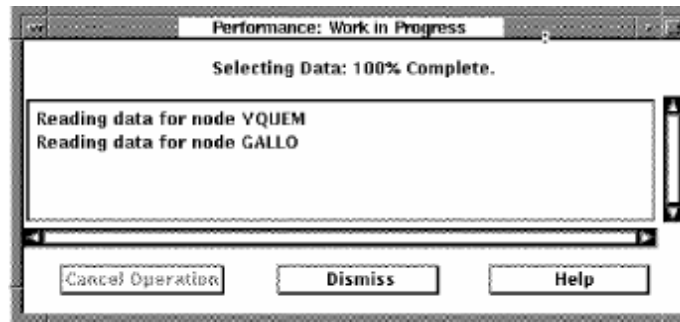 Performance: Work in Progress
Selecting Data: 100% Complete.
Reading data for node YQUEM
Reading data for node GALLO
Cancel Operation
Dismiss
Help